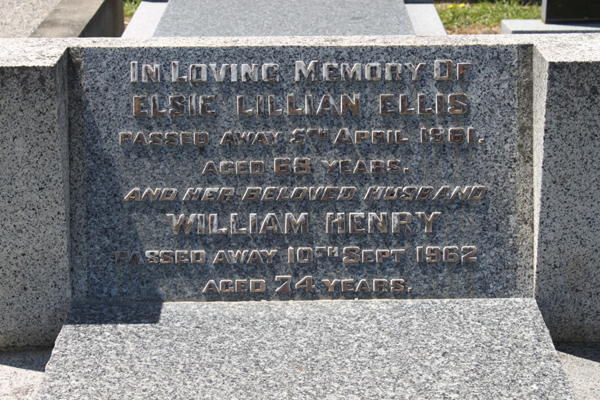 In Loving Memory Of
Elsie Lillian Ellis
passed away 5th April 1961.
aged 68 years.
and her beloved husband
William Henry
passed away 10th Sept 1962
aged 74 years.